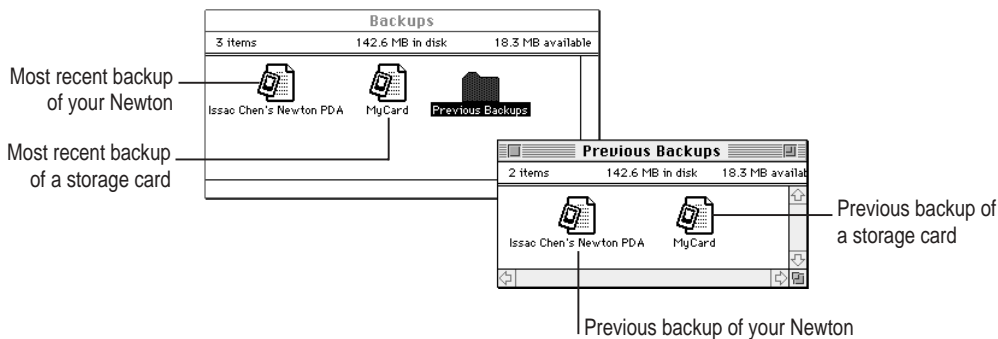 Backups
3 items 142.6 MB in disk 18.3 MB available
Most recent backup
of your Newton
Issac Chen's Newton PDA MyCard Previous Backups
Most recent backup
of a storage card
Previous Backups
2 items 142.6 MB in disk 18.3 MB availab
Issac Chen's Newton PDA MyCard
Previous backup of
a storage card
Previous backup of your Newton